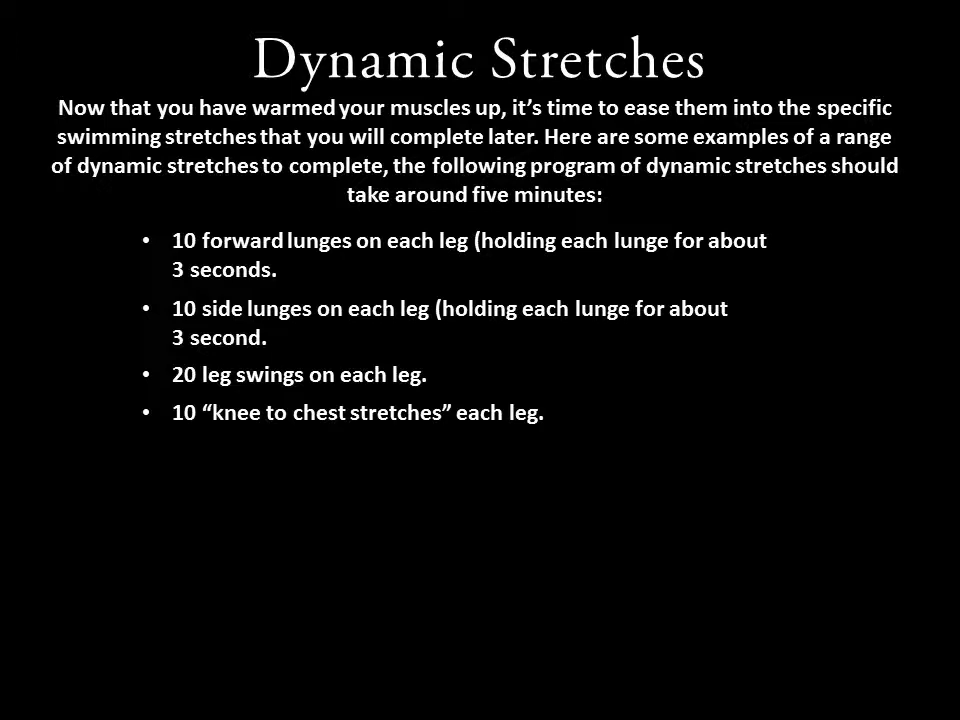 Dynamic Stretches
Now that you have warmed your muscles up, it’s time to ease them into the specific
swimming stretches that you will complete later. Here are some examples of a range
of dynamic stretches to complete, the following program of dynamic stretches should
take around five minutes:
• 10 forward lunges on each leg (holding each lunge for about
3 seconds.
• 10 side lunges on each leg (holding each lunge for about
3 second.
• 20 leg swings on each leg.
• 10 “knee to chest stretches” each leg.